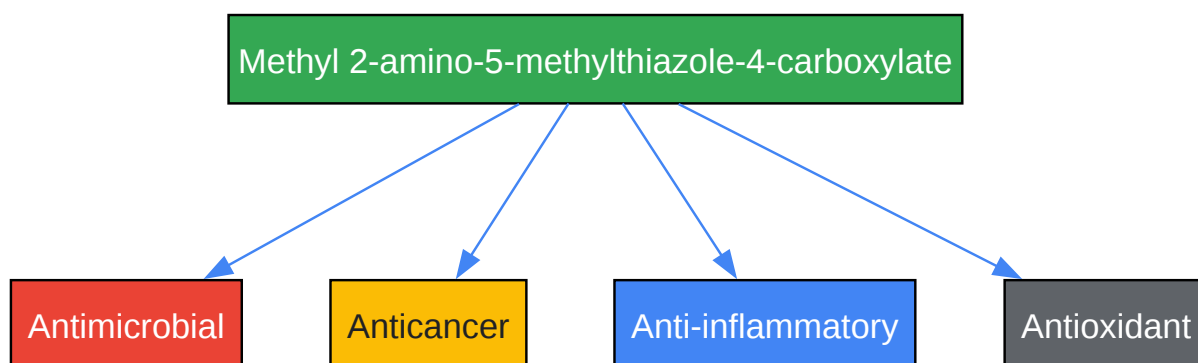 Methyl 2-amino-5-methylthiazole-4-carboxylate
Antimicrobial
Anticancer
Anti-inflammatory
Antioxidant